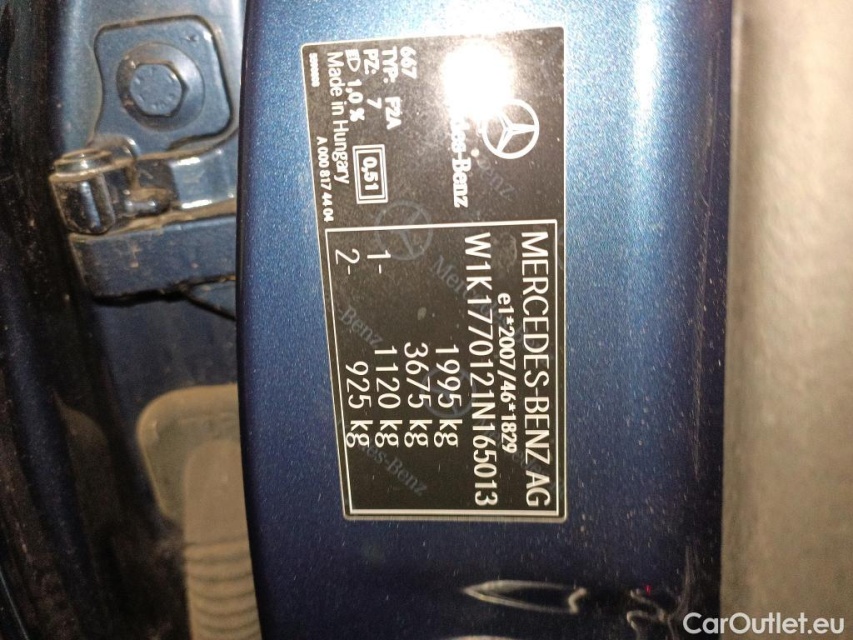 MERCEDES-BENZ AG
e1*2007/46*1829
W1K1770121N165013
1995 kg
3675 kg
1- 1120 kg
2- 925 kg
Mercedes-Benz
667
TYP: F2A
PZ: 7
1,0 %
0,51
Made in Hungary
A 000 817 44 04
CarOutlet.eu